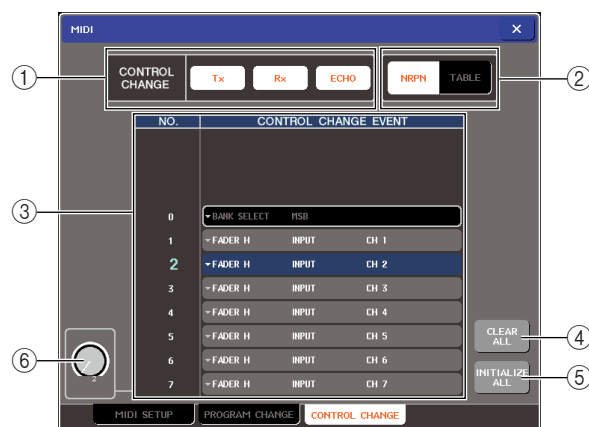 MIDI
CONTROL CHANGE Tx Rx ECHO NRPN TABLE
① ②
NO. CONTROL CHANGE EVENT
③
0 BANK SELECT MSB
1 FADER H INPUT CH 1
2 FADER H INPUT CH 2
3 FADER H INPUT CH 3
4 FADER H INPUT CH 4
5 FADER H INPUT CH 5
6 FADER H INPUT CH 6
7 FADER H INPUT CH 7
CLEAR ALL ④
INITIALIZE ALL ⑤
⑥
2
MIDI SETUP PROGRAM CHANGE CONTROL CHANGE